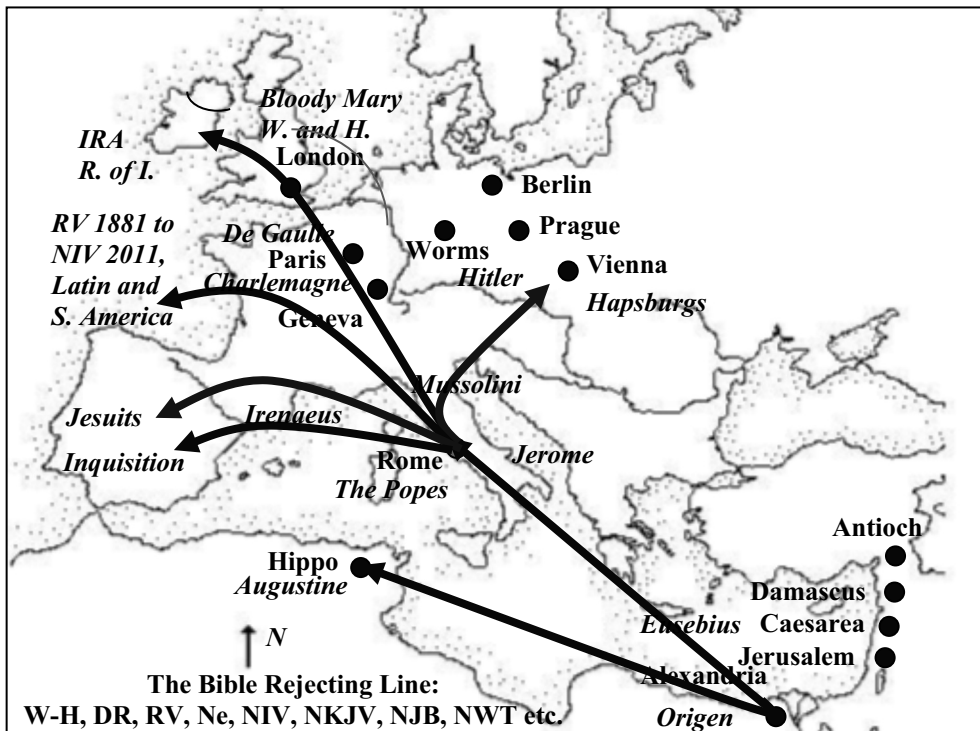 Bloody Mary
W. and H.
London
IRA
R. of I.
Berlin
RV 1881 to
NIV 2011,
Latin and
S. America
De Gaulle
Paris
Charlemagne
Geneva
Worms
Prague
Hitler
Vienna
Hapsburgs
Mussolini
Jesuits
Irenaeus
Inquisition
Rome
The Popes
Jerome
Antioch
Hippo
Augustine
Damascus
Eusebius
Caesarea
N
Jerusalem
Alexandria
Origen
The Bible Rejecting Line:
W-H, DR, RV, Ne, NIV, NKJV, NJB, NWT etc.